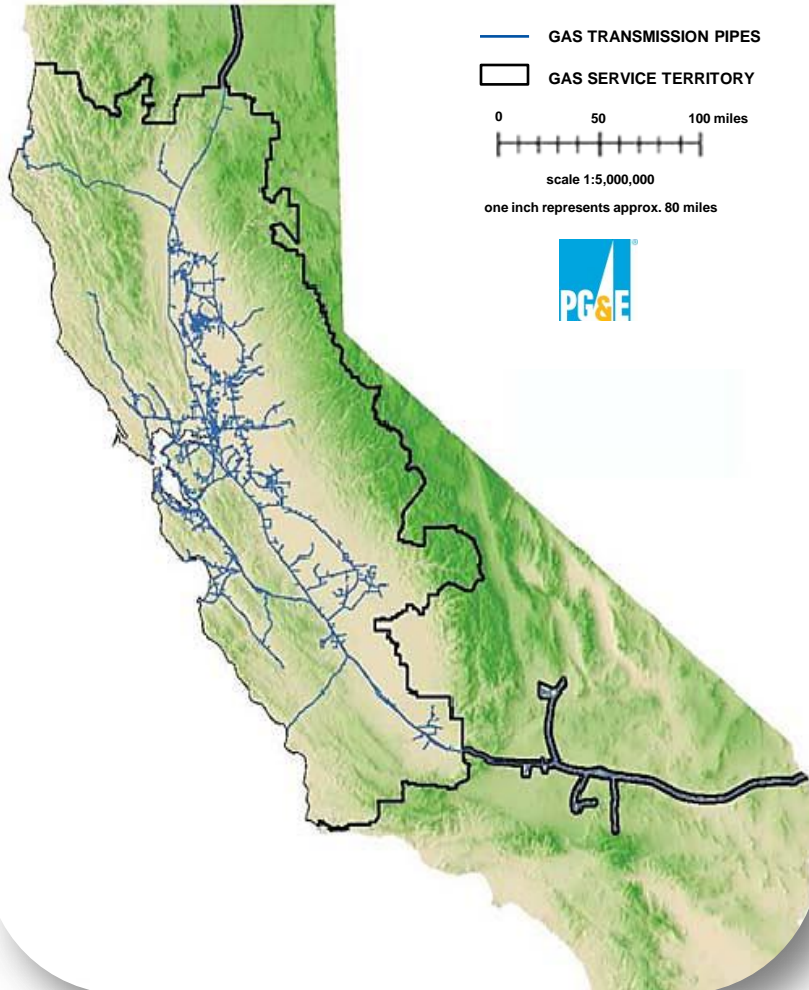 GAS TRANSMISSION PIPES
GAS SERVICE TERRITORY
0 50 100 miles
scale 1:5,000,000
one inch represents approx. 80 miles
PG&E®